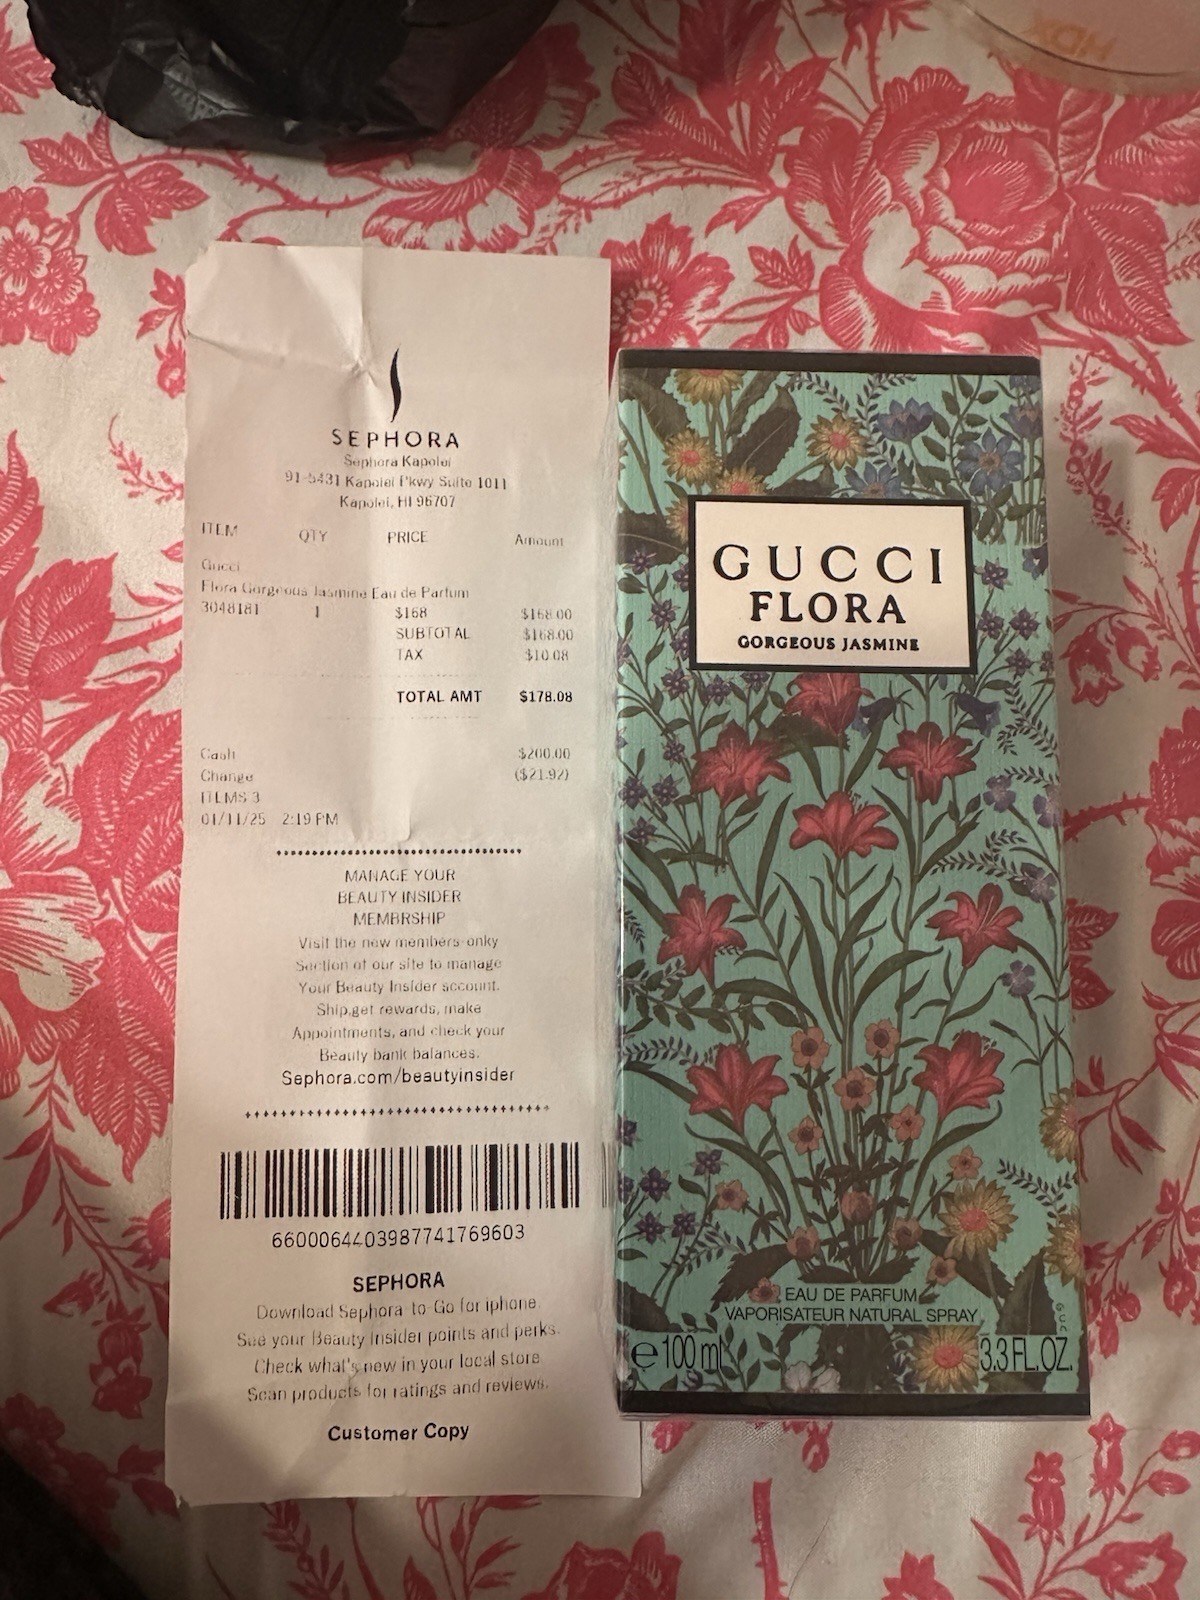 SEPHORA
Sephora Kapolei
91-5431 Kapolei Pkwy Suite 1011
Kapolei, HI 96707
ITEM QTY PRICE Amount
Gucci
Flora Gorgeous Jasmine Eau de Parfum
3048181 1 $168 $168.00
SUBTOTAL $168.00
TAX $10.08
TOTAL AMT $178.08
Cash $200.00
Change ($21.92)
ITEMS 3
01/11/25 2:19 PM
MANAGE YOUR
BEAUTY INSIDER
MEMBRSHIP
Visit the new members-onky
Section of our site to manage
Your Beauty Insider account.
Ship,get rewards, make
Appointments, and check your
Beauty bank balances.
Sephora.com/beautyinsider
6600064403987741769603
SEPHORA
Download Sephora-to-Go for iphone.
See your Beauty Insider points and perks.
Check what's new in your local store
Scan products for ratings and reviews.
Customer Copy
GUCCI
FLORA
GORGEOUS JASMINE
EAU DE PARFUM
VAPORISATEUR NATURAL SPRAY
e 100 ml 3.3 FL. OZ.